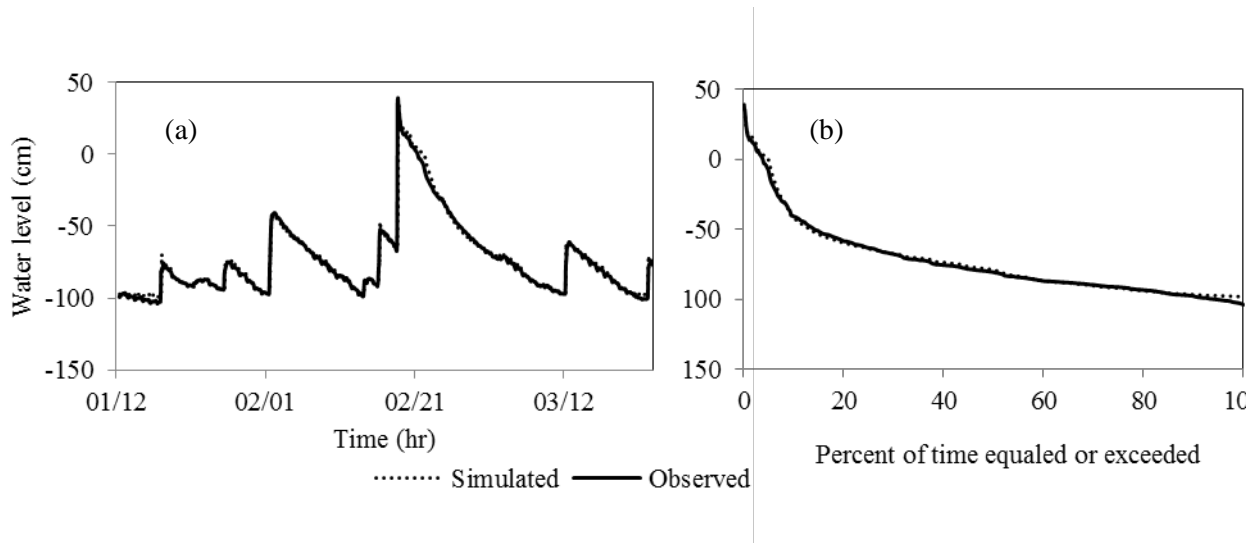 50
0
-50
-100
-150
Water level (cm)
(a)
01/12
02/01
02/21
03/12
Time (hr)
50
0
-50
100
150
(b)
0
20
40
60
80
10
Percent of time equaled or exceeded
Simulated
Observed